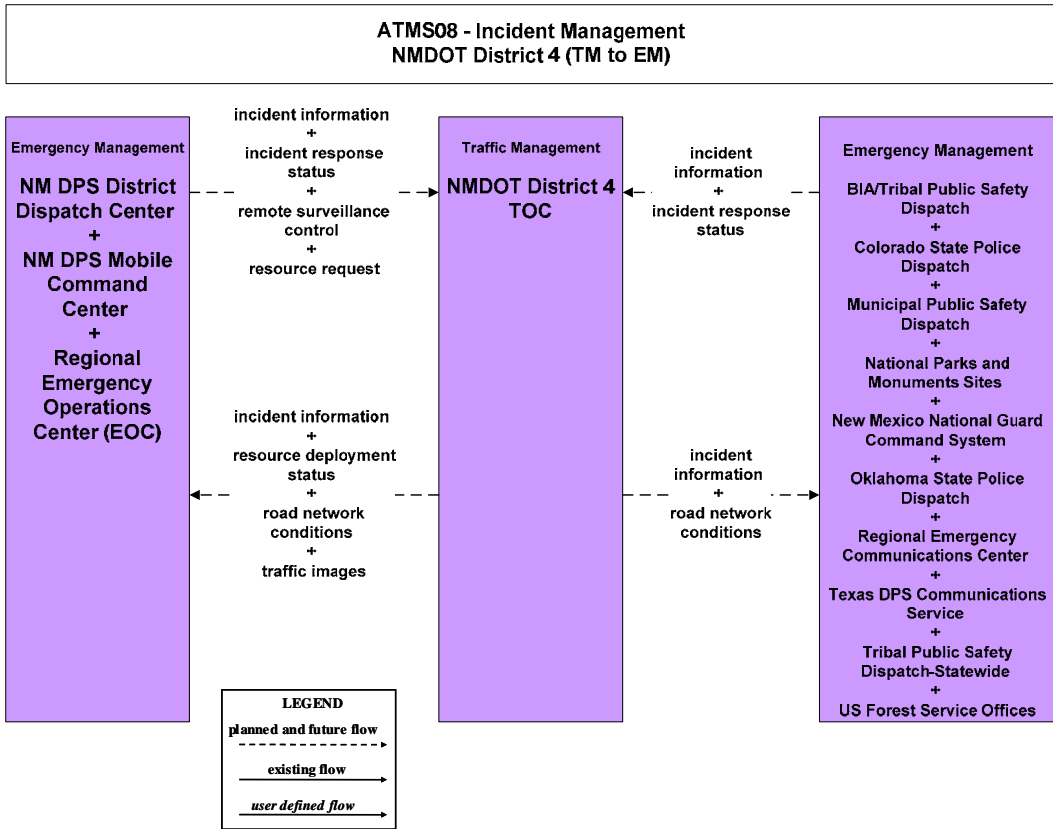 ATMS08 - Incident Management
NMDOT District 4 (TM to EM)
Emergency Management
NM DPS District
Dispatch Center
+
NM DPS Mobile
Command
Center
+
Regional
Emergency
Operations
Center (EOC)
incident information
+
incident response
status
+
remote surveillance
control
+
resource request
incident information
+
resource deployment
status
+
road network
conditions
+
traffic images
Traffic Management
NMDOT District 4
TOC
incident
information
+
incident response
status
incident
information
+
road network
conditions
Emergency Management
BIA/Tribal Public Safety
Dispatch
+
Colorado State Police
Dispatch
+
Municipal Public Safety
Dispatch
+
National Parks and
Monuments Sites
+
New Mexico National Guard
Command System
+
Oklahoma State Police
Dispatch
+
Regional Emergency
Communications Center
+
Texas DPS Communications
Service
+
Tribal Public Safety
Dispatch-Statewide
+
US Forest Service Offices
LEGEND
planned and future flow
existing flow
user defined flow